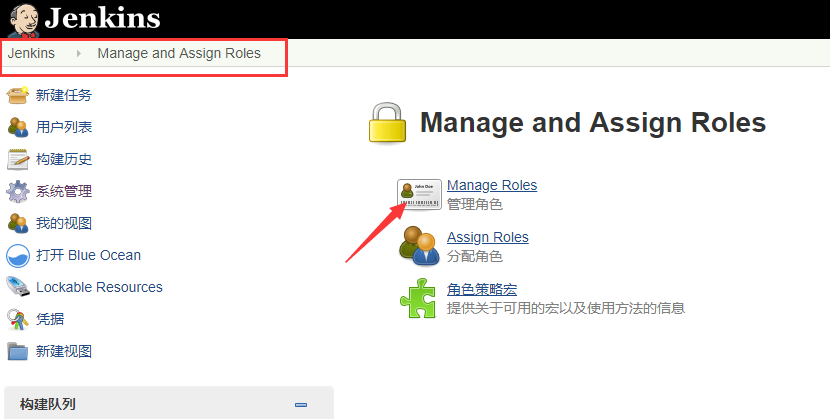 Jenkins
Jenkins Manage and Assign Roles
新建任务
用户列表
构建历史
系统管理
我的视图
打开 Blue Ocean
Lockable Resources
凭据
新建视图
构建队列
Manage and Assign Roles
John Doe
Manage Roles
管理角色
Assign Roles
分配角色
角色策略宏
提供关于可用的宏以及使用方法的信息